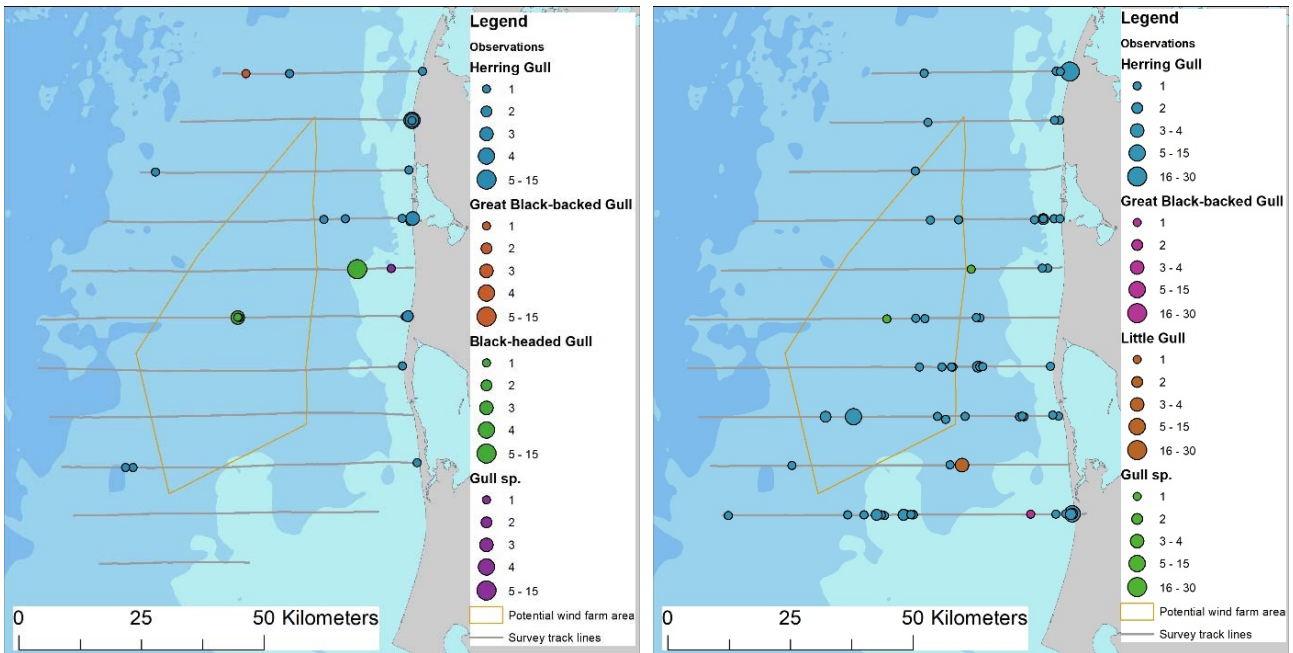 Legend
Observations
Herring Gull
1
2
3
4
5 - 15
Great Black-backed Gull
1
2
3
4
5 - 15
Black-headed Gull
1
2
3
4
5 - 15
Gull sp.
1
2
3
4
5 - 15
Potential wind farm area
Survey track lines
0 25 50 Kilometers
Legend
Observations
Herring Gull
1
2
3 - 4
5 - 15
16 - 30
Great Black-backed Gull
1
2
3 - 4
5 - 15
16 - 30
Little Gull
1
2
3 - 4
5 - 15
16 - 30
Gull sp.
1
2
3 - 4
5 - 15
16 - 30
Potential wind farm area
Survey track lines
0 25 50 Kilometers